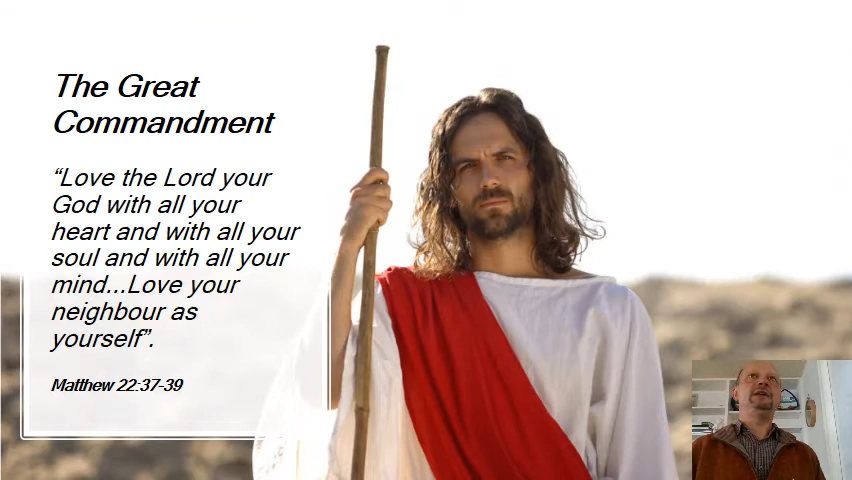 The Great
Commandment
“Love the Lord your
God with all your
heart and with all your
soul and with all your
mind...Love your
neighbour as
yourself”.
Matthew 22:37-39